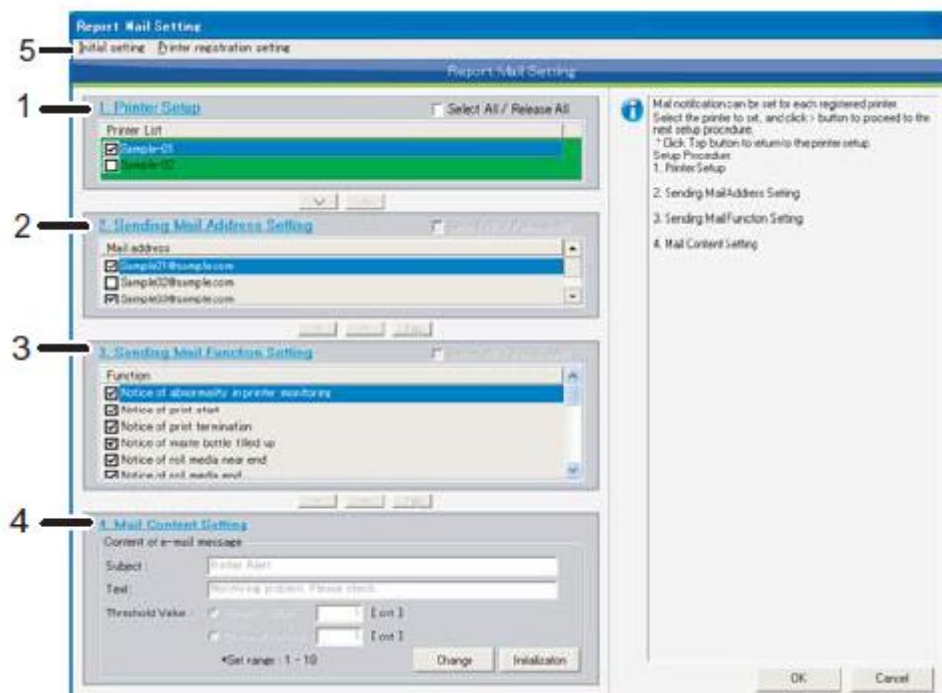 Report Mail Setting
5
Initial setting Printer registration setting
Report Mail Setting
1
1. Printer Setup
Select All / Release All
Printer List
Sample-01
Sample-02
2
2. Sending Mail Address Setting
Mail address
Sample01@sample.com
Sample02@sample.com
Sample03@sample.com
3
3. Sending Mail Function Setting
Function
Notice of abnormality in printer monitoring
Notice of print start
Notice of print termination
Notice of waste bottle filled up
Notice of roll media near end
Notice of roll media end
4
4. Mail Content Setting
Content of e-mail message
Subject : Printer Alert
Text : Monitoring problem. Please check.
Threshold Value :
1 [ cnt ]
1 [ cnt ]
*Set range : 1 - 10
Change Initialization
Mail notification can be set for each registered printer.
Select the printer to set, and click > button to proceed to the
next setup procedure.
* Click Top button to return to the printer setup.
Setup Procedure
1. Printer Setup
2. Sending Mail Address Setting
3. Sending Mail Function Setting
4. Mail Content Setting
OK Cancel